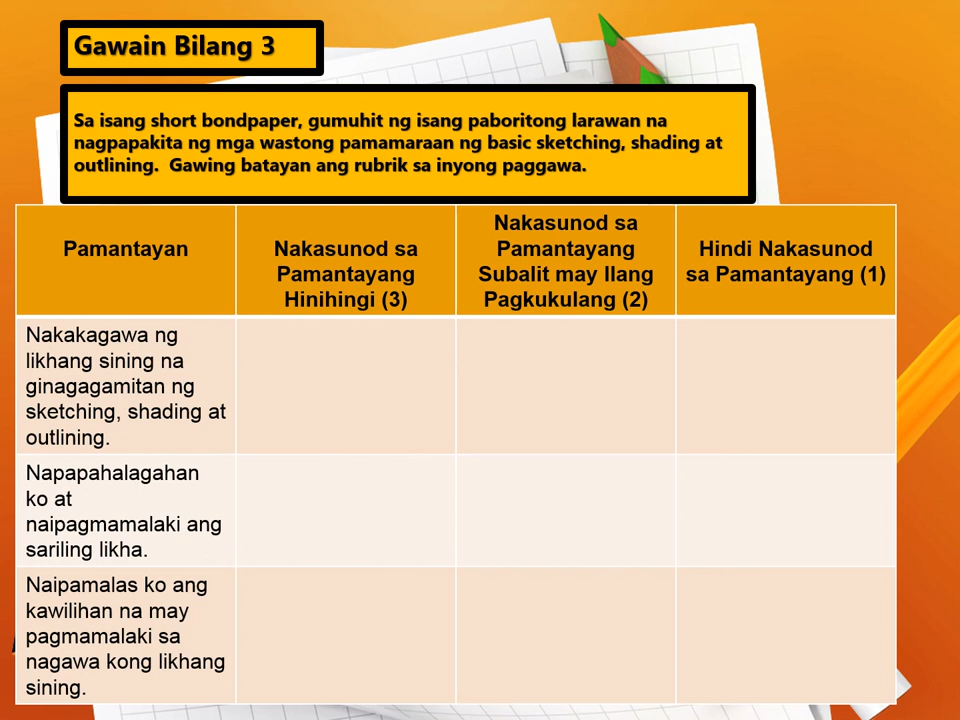 Gawain Bilang 3
Sa isang short bondpaper, gumuhit ng isang paboritong larawan na
nagpapakita ng mga wastong pamamaraan ng basic sketching, shading at
outlining. Gawing batayan ang rubrik sa inyong paggawa.
Pamantayan
Nakasunod sa
Pamantayang
Hinihingi (3)
Nakasunod sa
Pamantayang
Subalit may Ilang
Pagkukulang (2)
Hindi Nakasunod
sa Pamantayang (1)
Nakakagawa ng
likhang sining na
ginagagamitan ng
sketching, shading at
outlining.
Napapahalagahan
ko at
naipagmamalaki ang
sariling likha.
Naipamalas ko ang
kawilihan na may
pagmamalaki sa
nagawa kong likhang
sining.